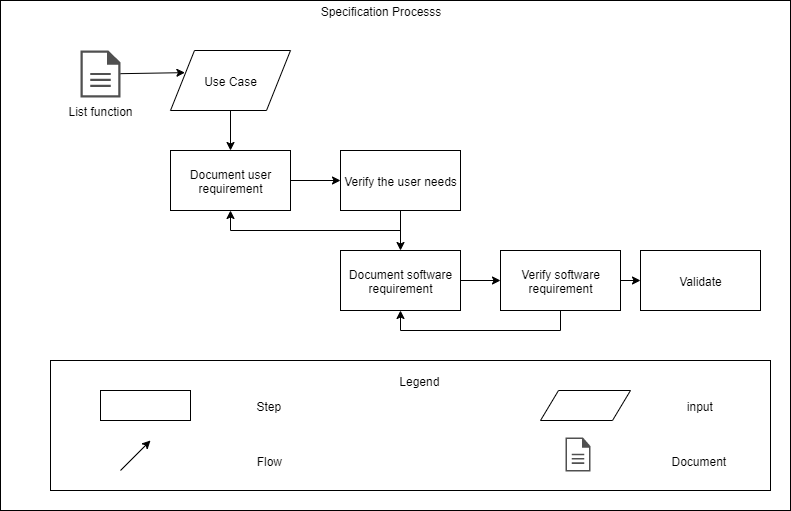 Specification Processs
Use Case
List function
Document user
requirement
Verify the user needs
Document software
requirement
Verify software
requirement
Validate
Legend
Step
input
Flow
Document